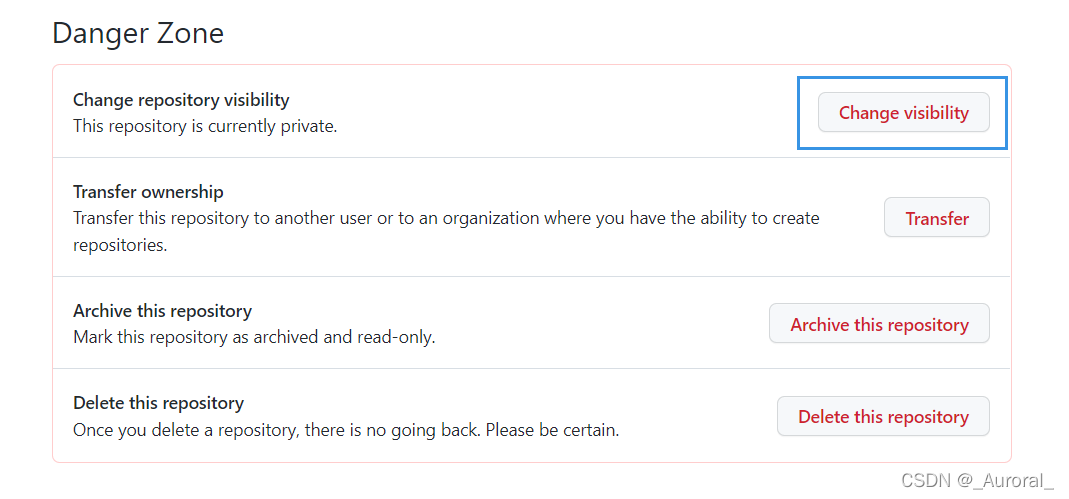 Danger Zone
Change repository visibility
This repository is currently private.
Change visibility
Transfer ownership
Transfer this repository to another user or to an organization where you have the ability to create
repositories.
Transfer
Archive this repository
Mark this repository as archived and read-only.
Archive this repository
Delete this repository
Once you delete a repository, there is no going back. Please be certain.
Delete this repository
CSDN @_Auroral_